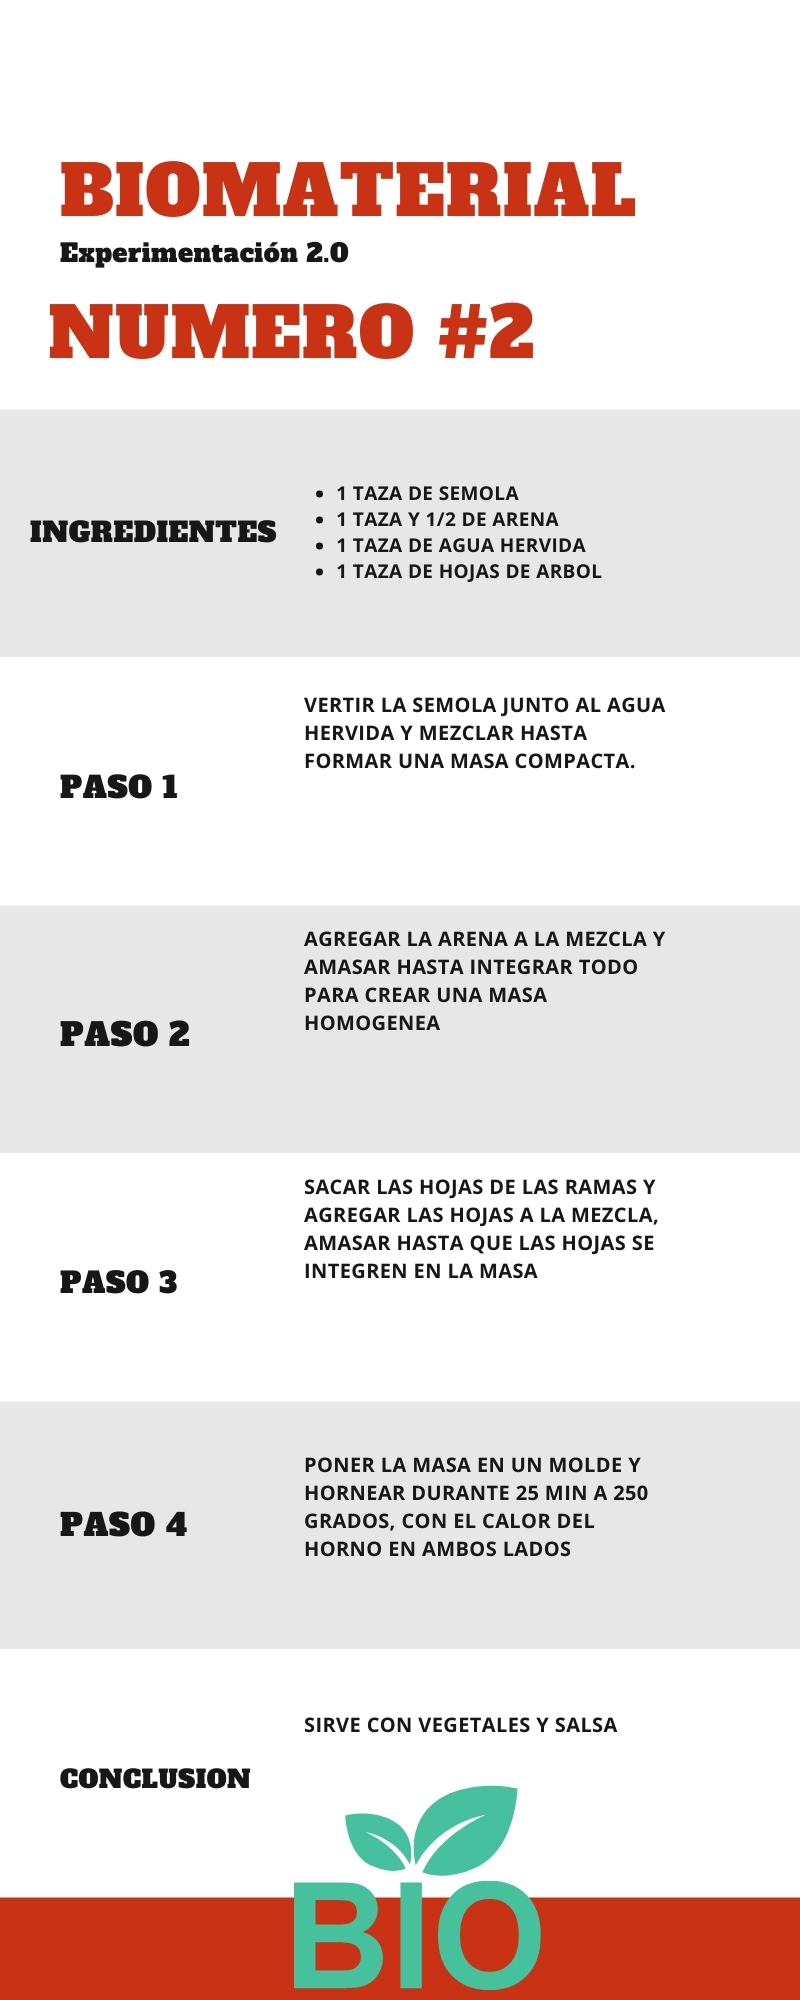 BIOMATERIAL
Experimentación 2.0
NUMERO #2
INGREDIENTES
• 1 TAZA DE SEMOLA
• 1 TAZA Y 1/2 DE ARENA
• 1 TAZA DE AGUA HERVIDA
• 1 TAZA DE HOJAS DE ARBOL
PASO 1
VERTIR LA SEMOLA JUNTO AL AGUA
HERVIDA Y MEZCLAR HASTA
FORMAR UNA MASA COMPACTA.
PASO 2
AGREGAR LA ARENA A LA MEZCLA Y
AMASAR HASTA INTEGRAR TODO
PARA CREAR UNA MASA
HOMOGENEA
PASO 3
SACAR LAS HOJAS DE LAS RAMAS Y
AGREGAR LAS HOJAS A LA MEZCLA,
AMASAR HASTA QUE LAS HOJAS SE
INTEGREN EN LA MASA
PASO 4
PONER LA MASA EN UN MOLDE Y
HORNEAR DURANTE 25 MIN A 250
GRADOS, CON EL CALOR DEL
HORNO EN AMBOS LADOS
CONCLUSION
SIRVE CON VEGETALES Y SALSA
BIO